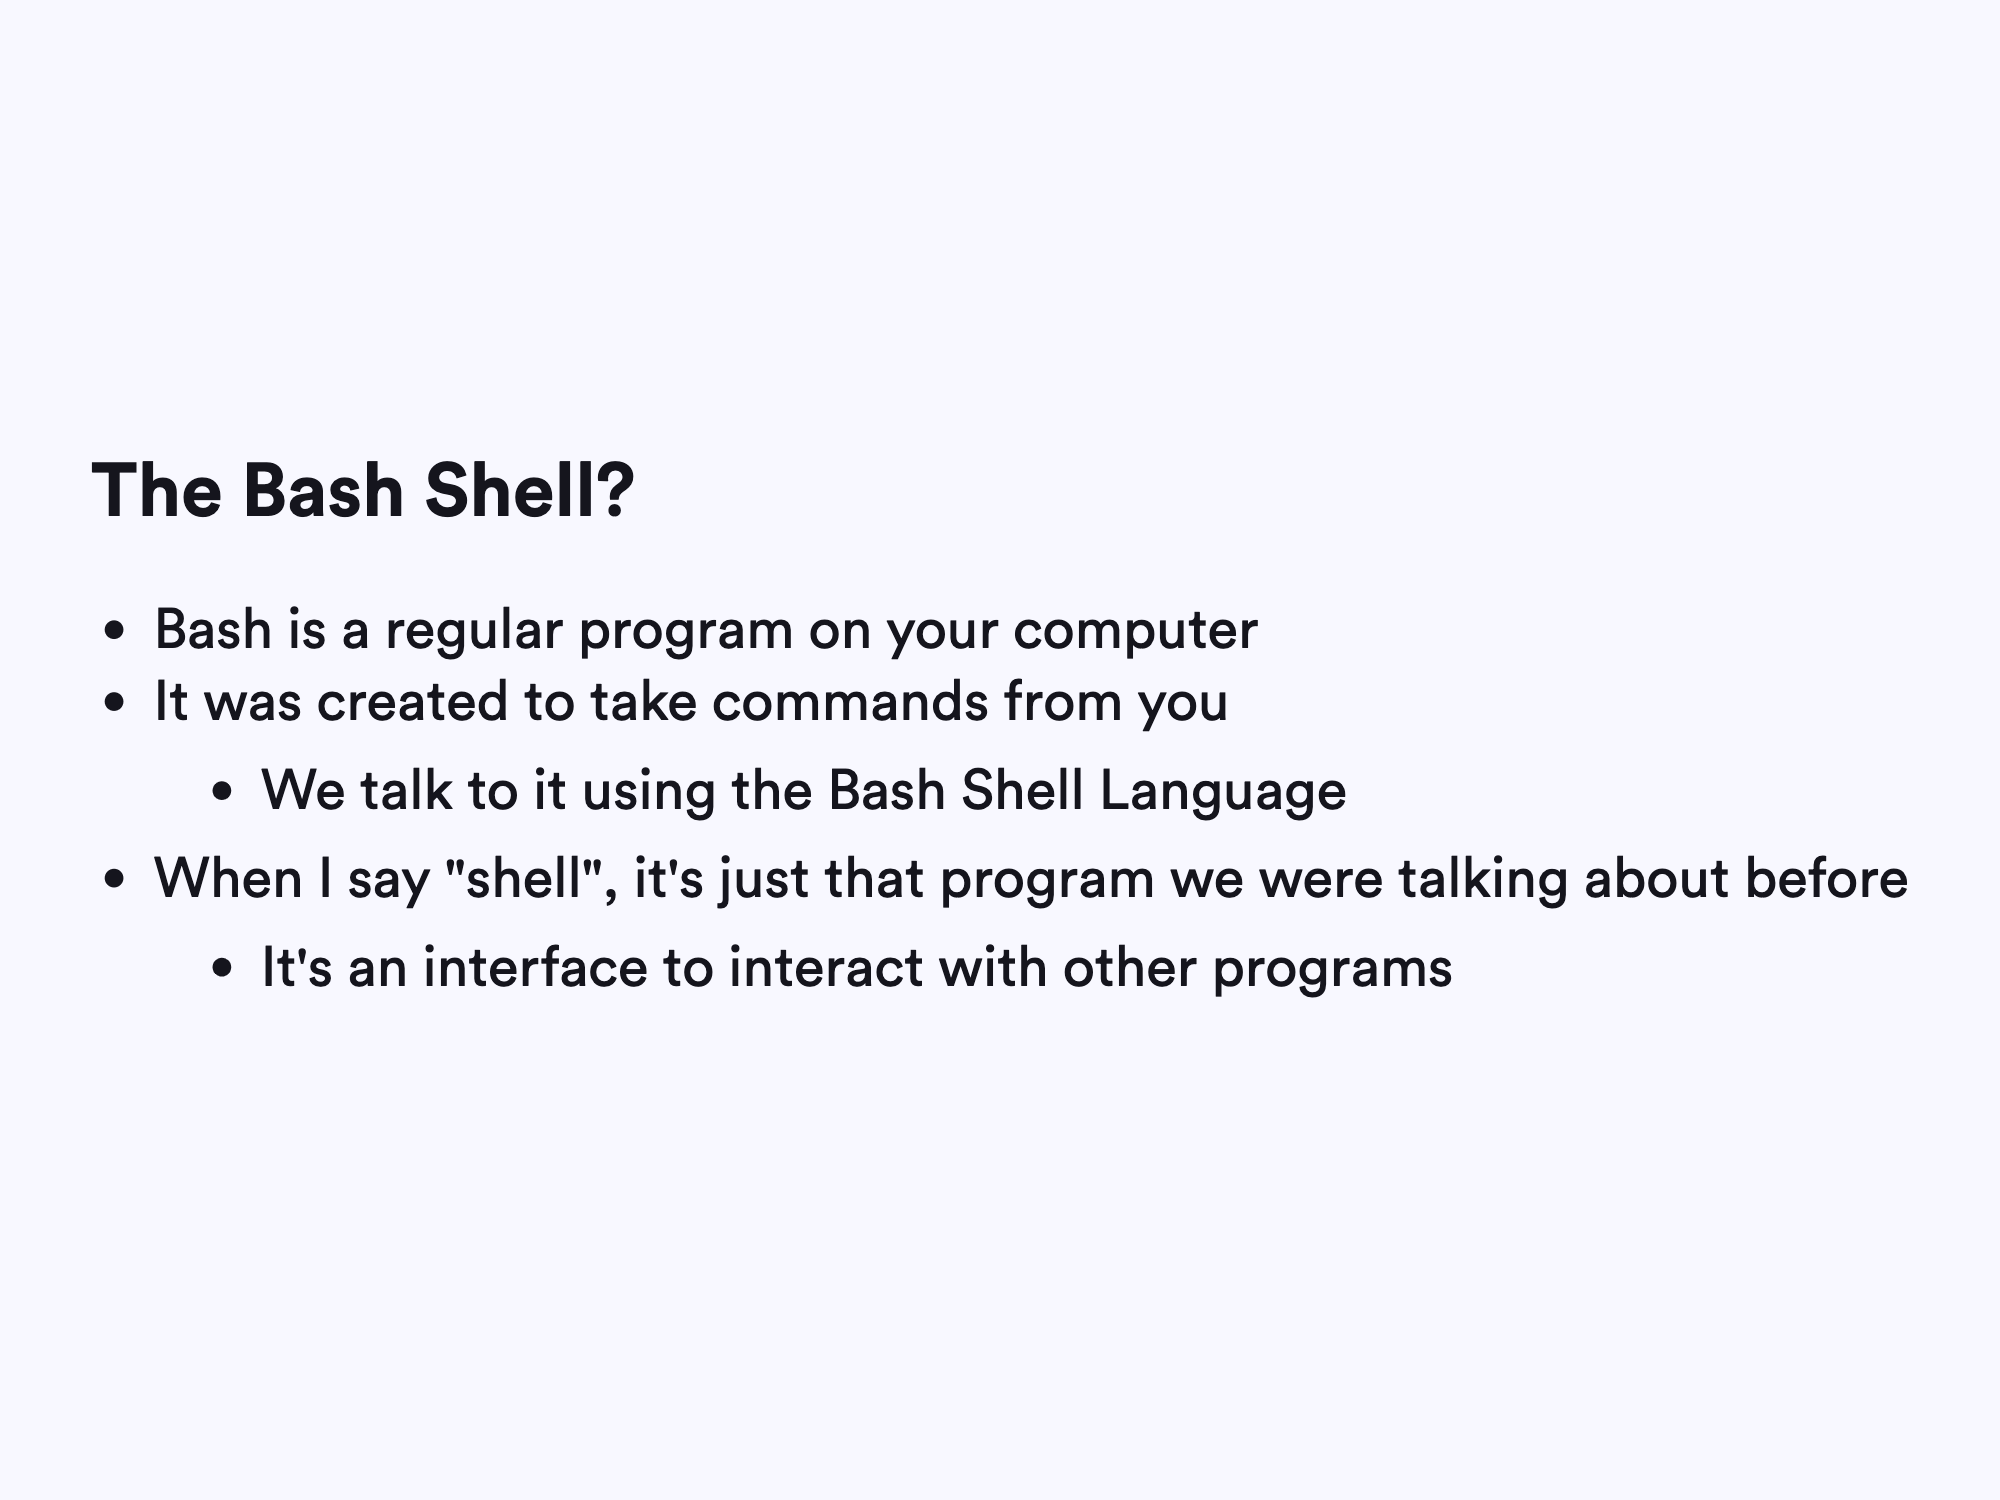 The Bash Shell?
• Bash is a regular program on your computer
• It was created to take commands from you
• We talk to it using the Bash Shell Language
• When I say "shell", it's just that program we were talking about before
• It's an interface to interact with other programs